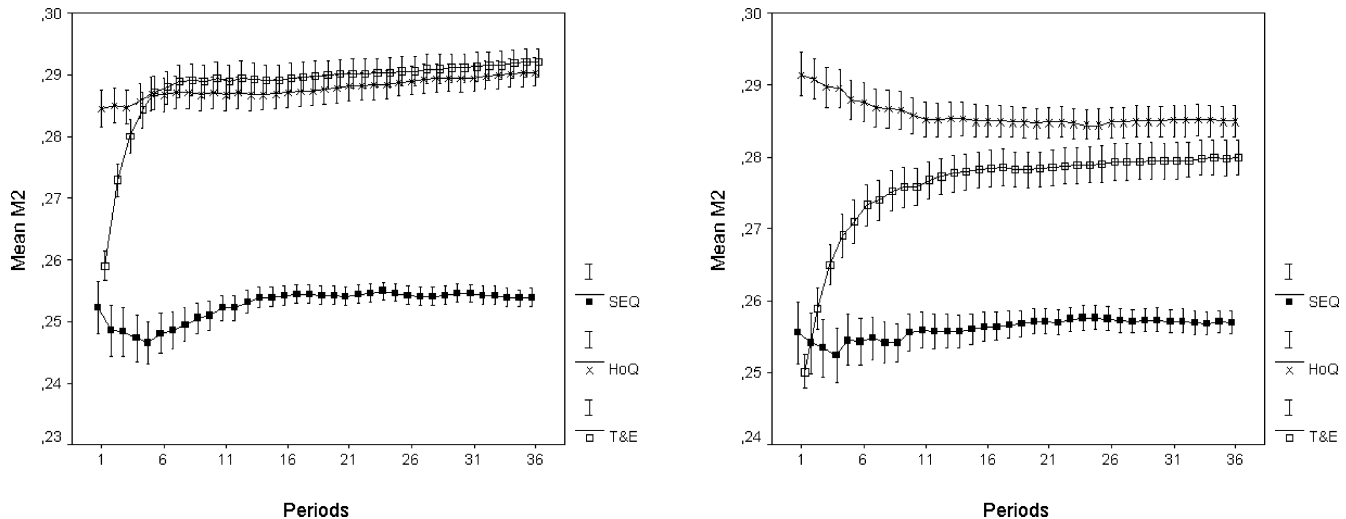 ,30
,29
,28
,27
,26
,25
,24
,23
Mean M2
1 6 11 16 21 26 31 36
Periods
SEQ
HoQ
T&E
,30
,29
,28
,27
,26
,25
,24
Mean M2
1 6 11 16 21 26 31 36
Periods
SEQ
HoQ
T&E